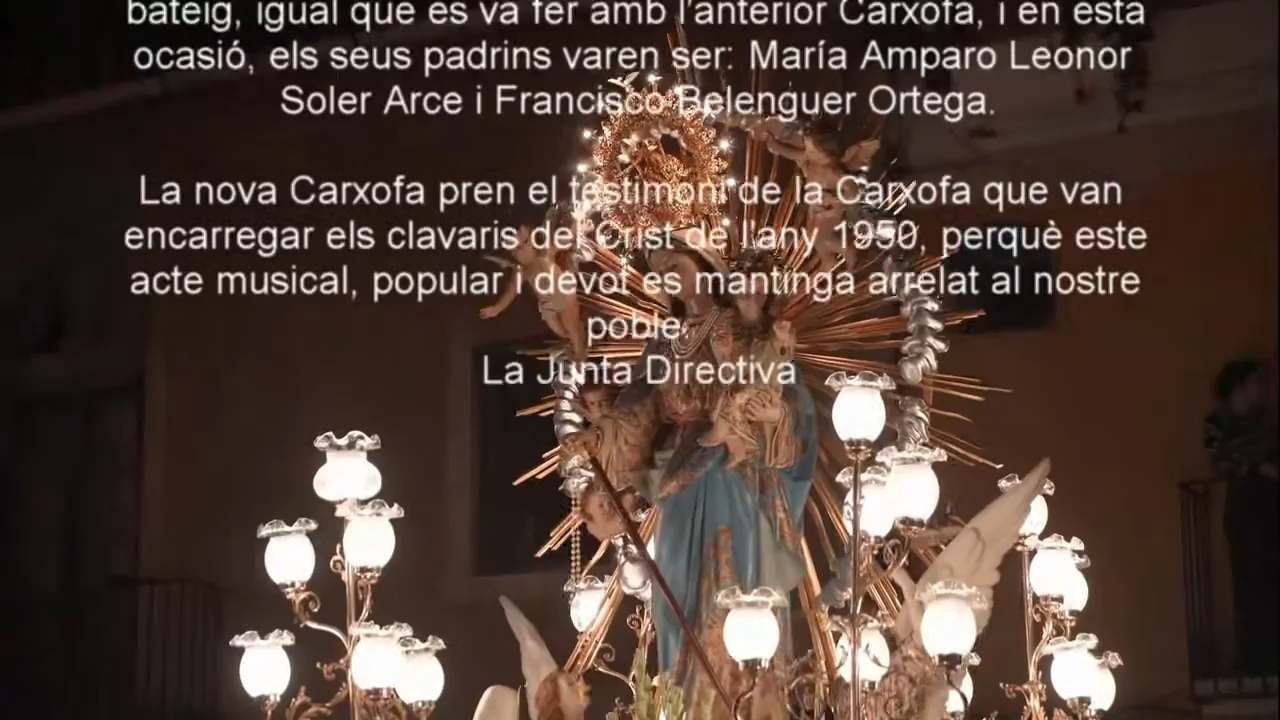 bateig, igual que es va fer amb l'anterior Carxofa, i en esta
ocasió, els seus padrins varen ser: María Amparo Leonor
Soler Arce i Francisco Belenguer Ortega.
La nova Carxofa pren el testimoni de la Carxofa que van
encarregar els clavaris del Crist de l'any 1950, perquè este
acte musical, popular i devot es mantinga arrelat al nostre
poble.
La Junta Directiva